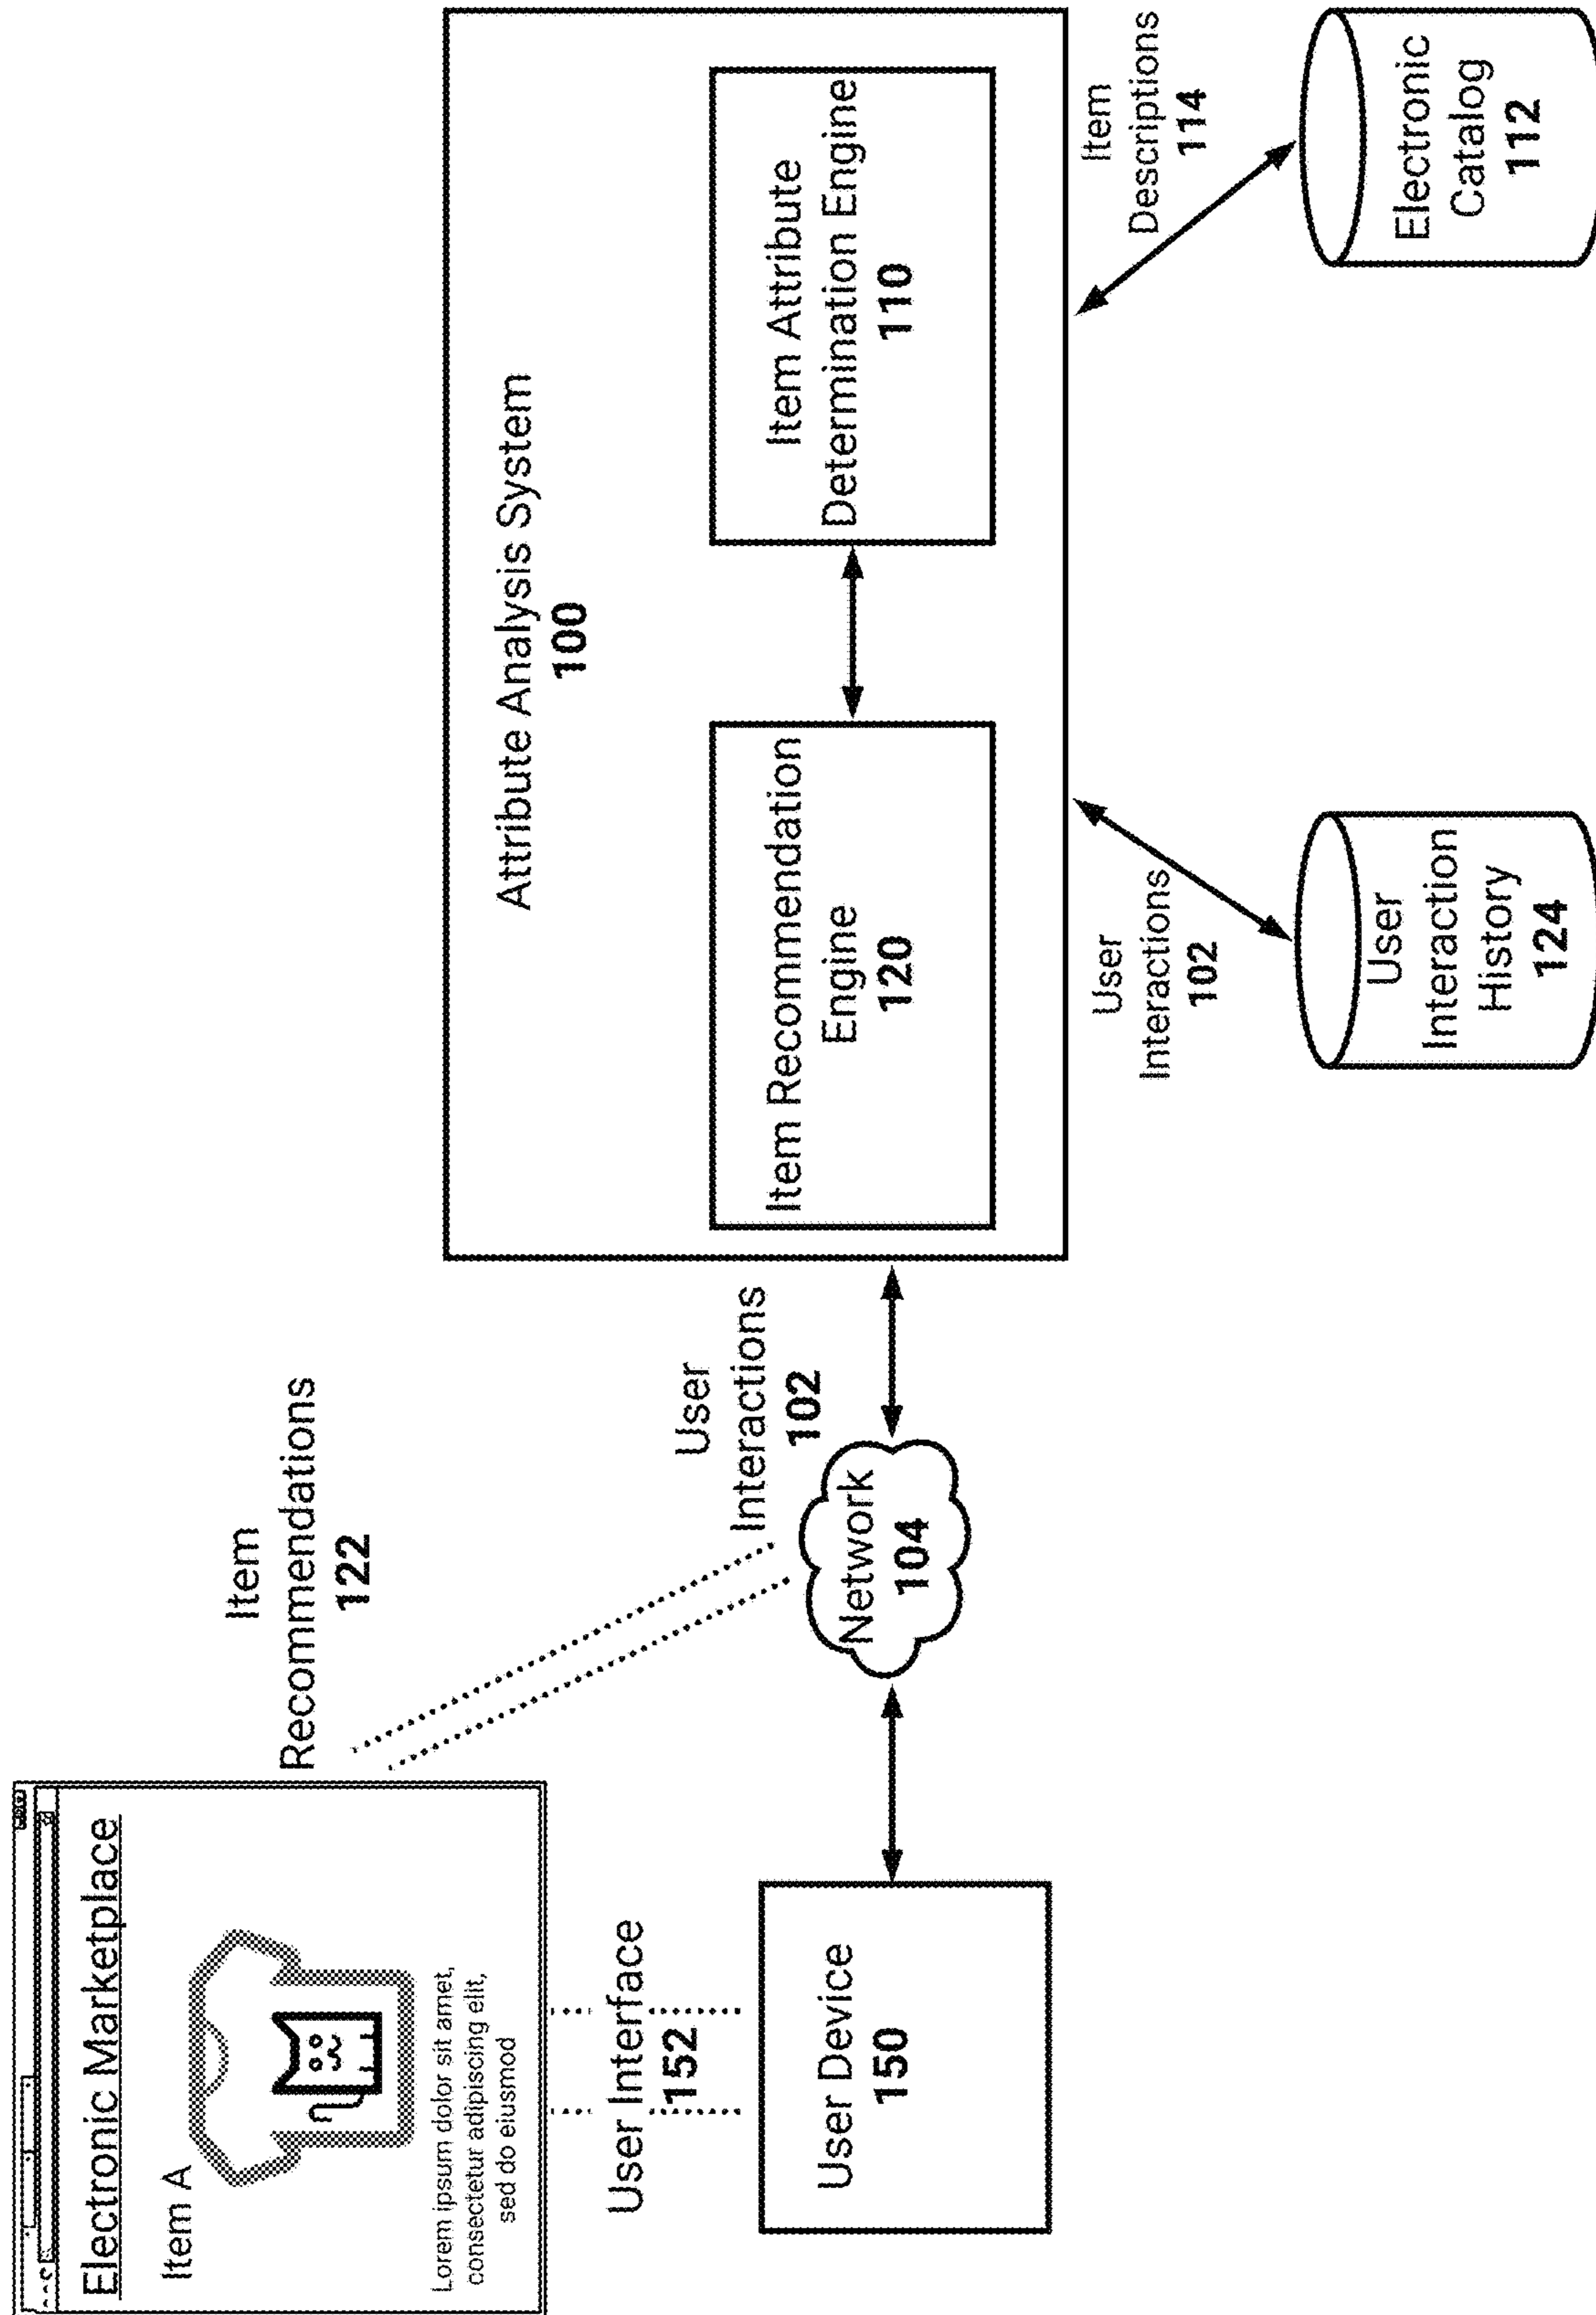 Electronic Marketplace
Item A
Lorem ipsum dolor sit amet,
consectetur adipiscing elit,
sed do eiusmod
Item
Recommendations
122
User Interface
152
User Device
150
Network
104
User
Interactions
102
Attribute Analysis System
100
Item Recommendation
Engine
120
Item Attribute
Determination Engine
110
User
Interactions
102
Item
Descriptions
114
User
Interaction
History
124
Electronic
Catalog
112